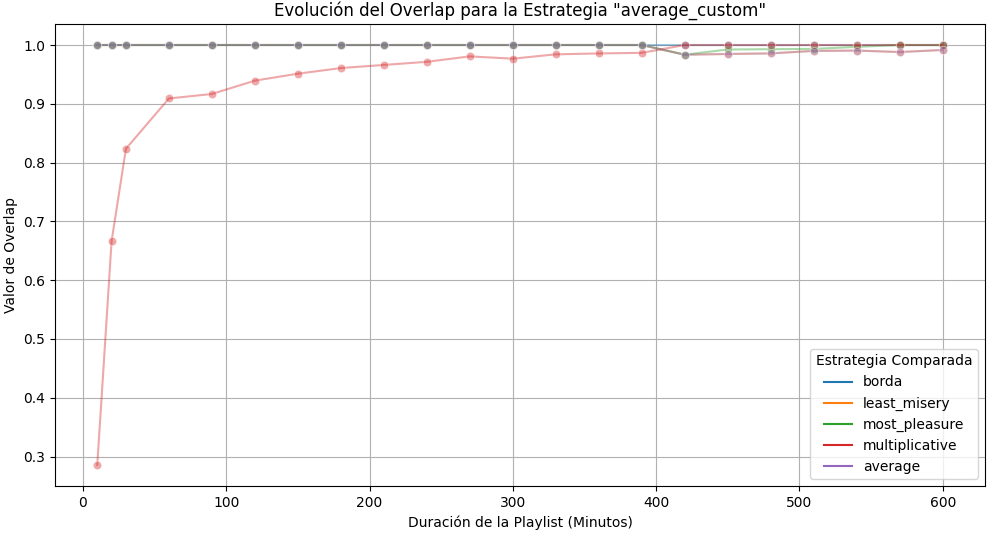 Evolución del Overlap para la Estrategia "average_custom"
Valor de Overlap
1.0
0.9
0.8
0.7
0.6
0.5
0.4
0.3
0 100 200 300 400 500 600
Duración de la Playlist (Minutos)
Estrategia Comparada
borda
least_misery
most_pleasure
multiplicative
average